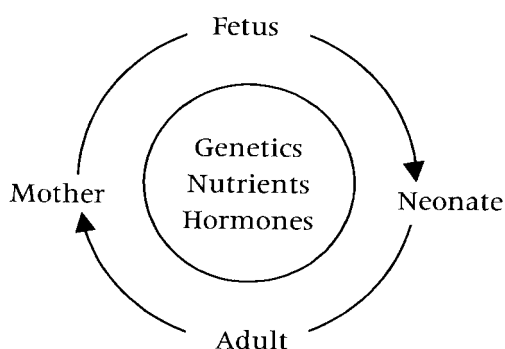 Fetus
Genetics
Nutrients
Hormones
Mother
Neonate
Adult